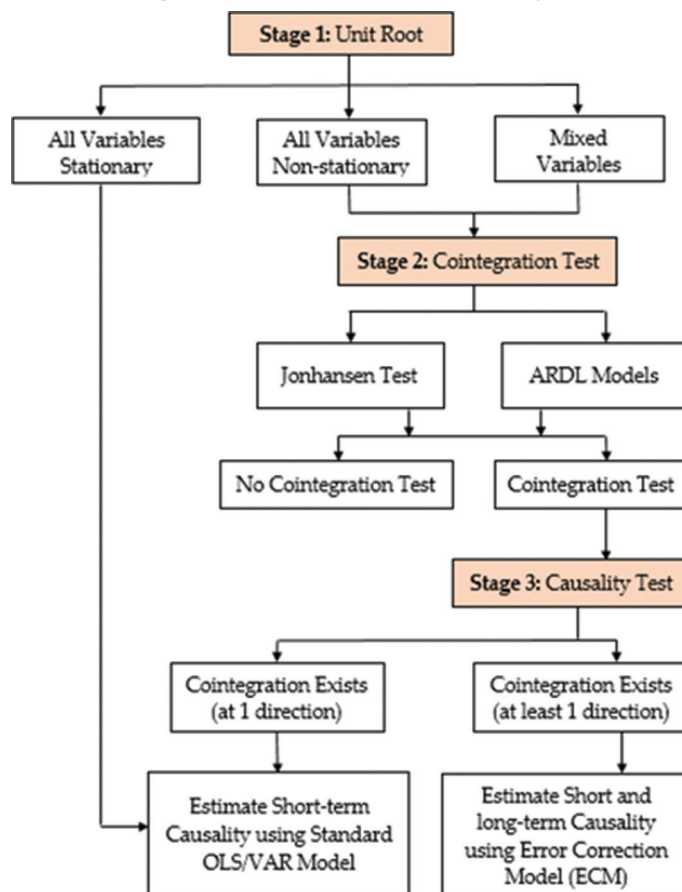 Stage 1: Unit Root
All Variables
Stationary
All Variables
Non-stationary
Mixed
Variables
Stage 2: Cointegration Test
Jonhansen Test
ARDL Models
No Cointegration Test
Cointegration Test
Stage 3: Causality Test
Cointegration Exists
(at 1 direction)
Cointegration Exists
(at least 1 direction)
Estimate Short-term
Causality using Standard
OLS/VAR Model
Estimate Short and
long-term Causality
using Error Correction
Model (ECM)